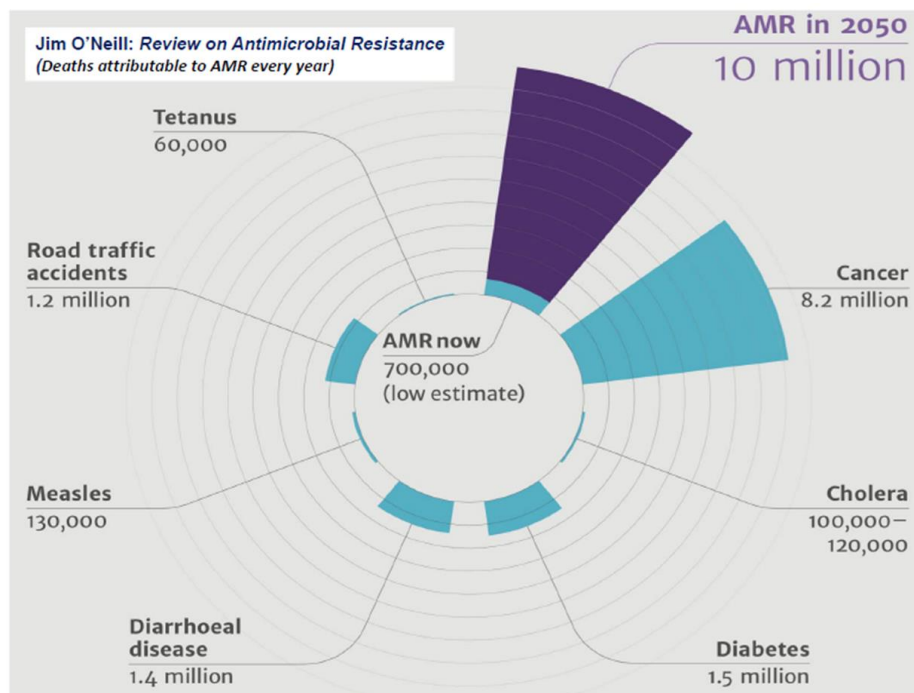 Jim O'Neill: Review on Antimicrobial Resistance
(Deaths attributable to AMR every year)
AMR in 2050
10 million
Tetanus
60,000
Road traffic
accidents
1.2 million
Cancer
8.2 million
AMR now
700,000
(low estimate)
Measles
130,000
Cholera
100,000–
120,000
Diarrhoeal
disease
1.4 million
Diabetes
1.5 million